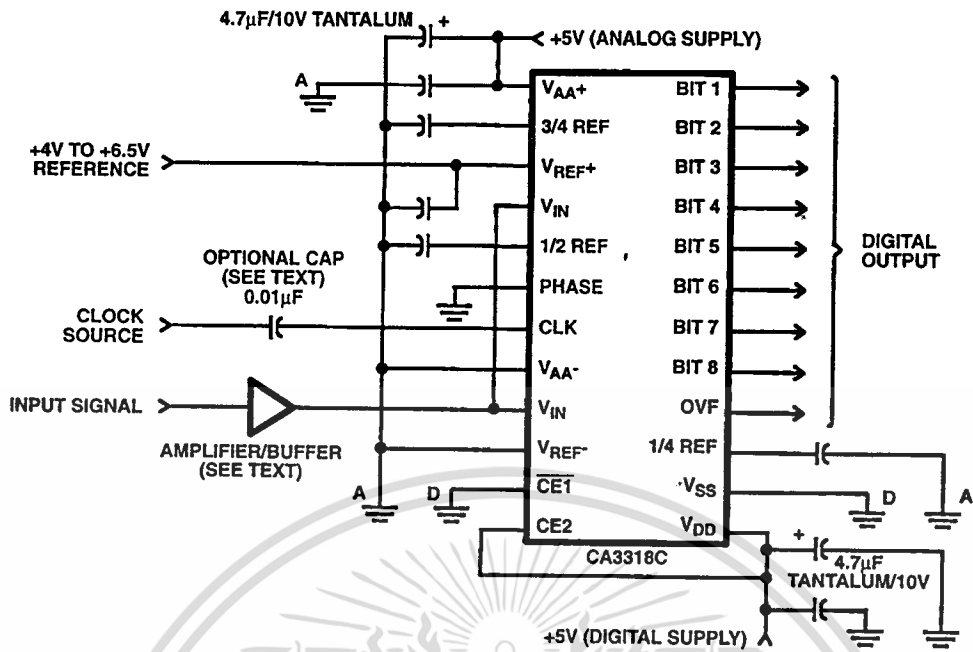 4.7µF/10V TANTALUM
+
+5V (ANALOG SUPPLY)
A
VAA+
BIT 1
3/4 REF
BIT 2
+4V TO +6.5V
REFERENCE
VREF+
BIT 3
VIN
BIT 4
1/2 REF
BIT 5
DIGITAL
OUTPUT
OPTIONAL CAP
(SEE TEXT)
0.01µF
PHASE
BIT 6
CLOCK
SOURCE
CLK
BIT 7
VAA-
BIT 8
INPUT SIGNAL
VIN
OVF
AMPLIFIER/BUFFER
(SEE TEXT)
VREF-
1/4 REF
A
D
CE1
VSS
D
A
CE2
VDD
+
4.7µF
TANTALUM/10V
CA3318C
+5V (DIGITAL SUPPLY)